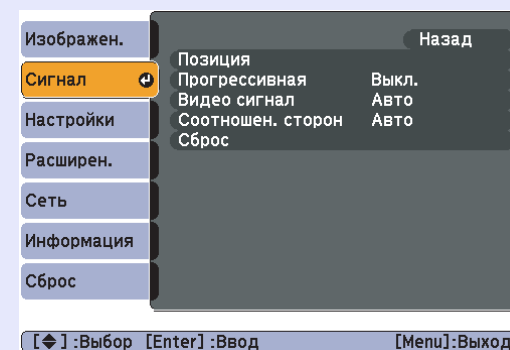 Изображен.
Сигнал
Настройки
Расширен.
Сеть
Информация
Сброс
Назад
Позиция
Прогрессивная Выкл.
Видео сигнал Авто
Соотношен. сторон Авто
Сброс
[◆] :Выбор [Enter] :Ввод [Menu]:Выход